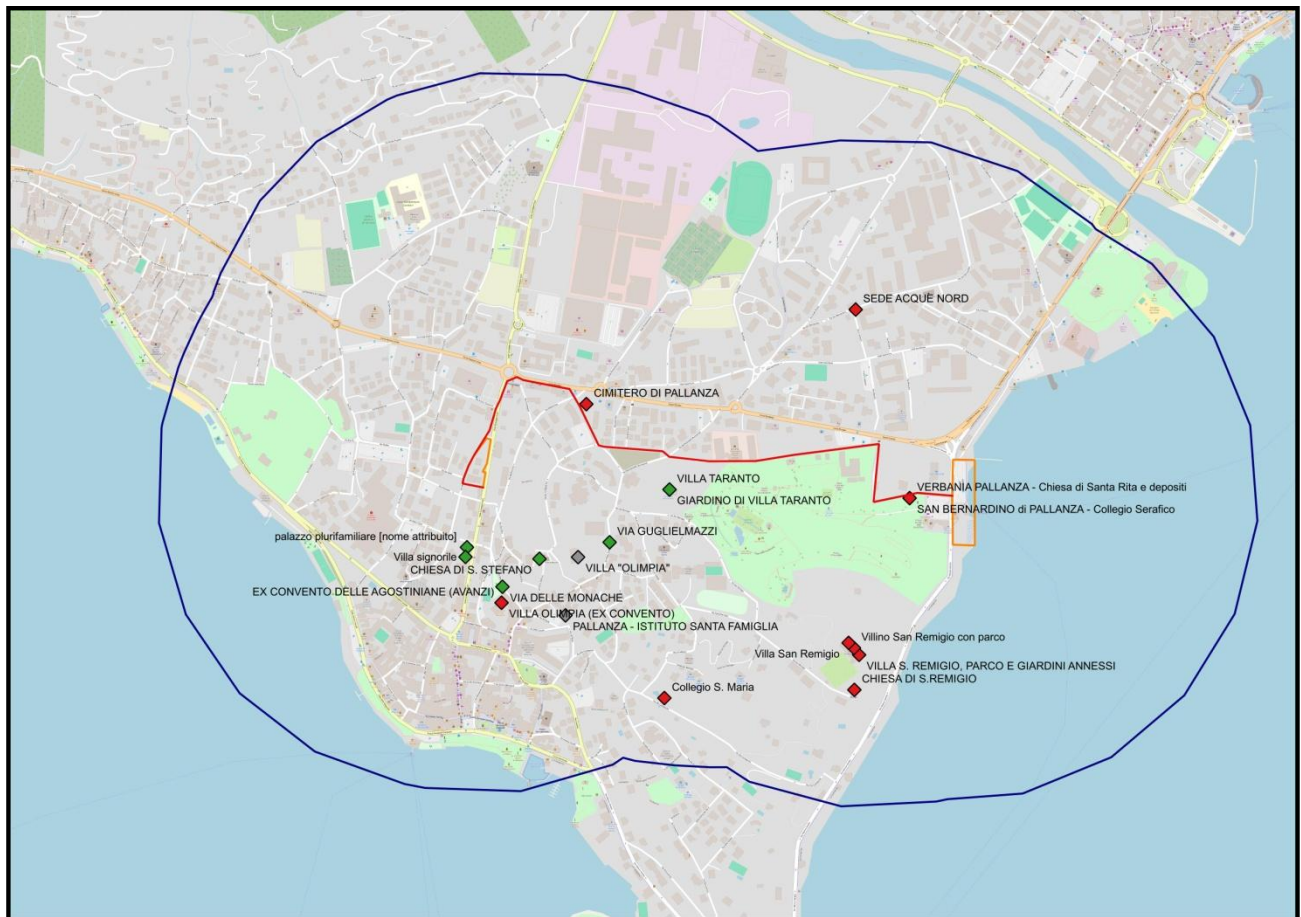 SEDE ACQUE NORD
CIMITERO DI PALLANZA
VILLA TARANTO
GIARDINO DI VILLA TARANTO
VERBANIA PALLANZA - Chiesa di Santa Rita e depositi
SAN BERNARDINO di PALLANZA - Collegio Serafico
VIA GUGLIELMAZZI
palazzo plurifamiliare [nome attribuito]
Villa signorile
CHIESA DI S. STEFANO
VILLA "OLIMPIA"
EX CONVENTO DELLE AGOSTINIANE (AVANZI)
VIA DELLE MONACHE
VILLA OLIMPIA (EX CONVENTO)
PALLANZA - ISTITUTO SANTA FAMIGLIA
Villino San Remigio con parco
Villa San Remigio
VILLA S. REMIGIO, PARCO E GIARDINI ANNESSI
CHIESA DI S.REMIGIO
Collegio S. Maria